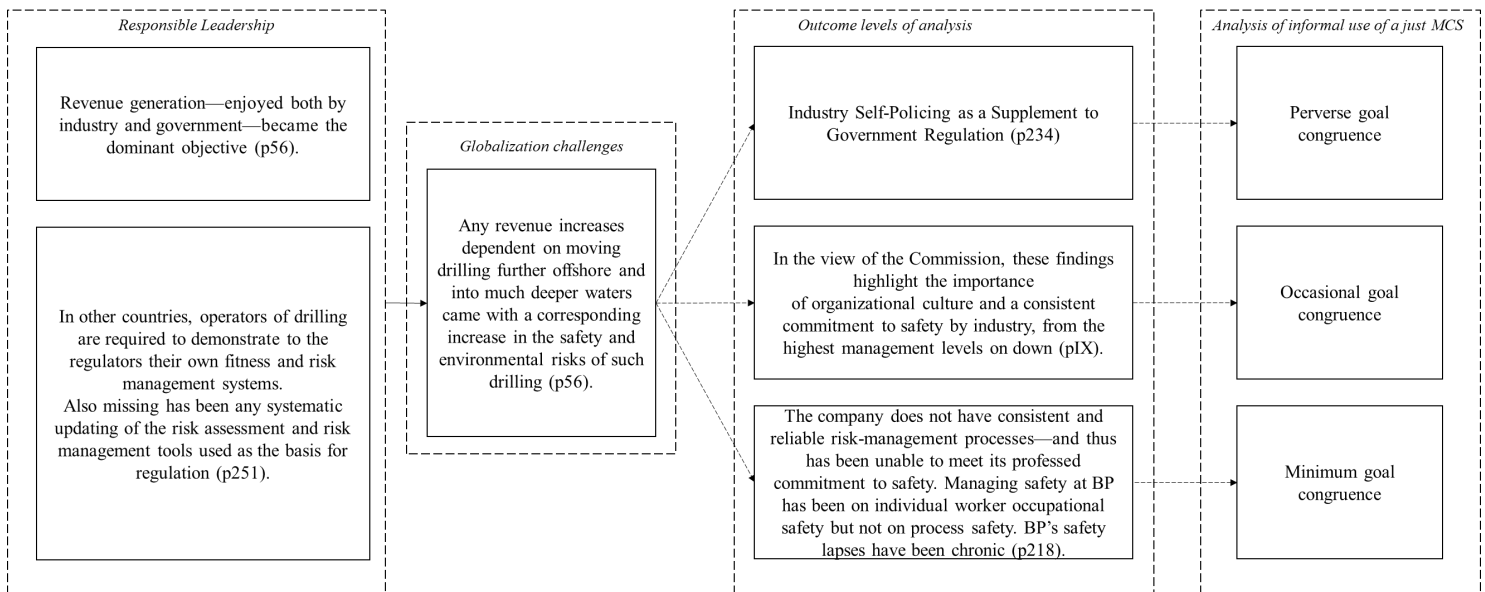 Responsible Leadership
Revenue generation—enjoyed both by
industry and government—became the
dominant objective (p56).
In other countries, operators of drilling
are required to demonstrate to the
regulators their own fitness and risk
management systems.
Also missing has been any systematic
updating of the risk assessment and risk
management tools used as the basis for
regulation (p251).
Globalization challenges
Any revenue increases
dependent on moving
drilling further offshore and
into much deeper waters
came with a corresponding
increase in the safety and
environmental risks of such
drilling (p56).
Outcome levels of analysis
Industry Self-Policing as a Supplement to
Government Regulation (p234)
In the view of the Commission, these findings
highlight the importance
of organizational culture and a consistent
commitment to safety by industry, from the
highest management levels on down (pIX).
The company does not have consistent and
reliable risk-management processes—and thus
has been unable to meet its professed
commitment to safety. Managing safety at BP
has been on individual worker occupational
safety but not on process safety. BP’s safety
lapses have been chronic (p218).
Analysis of informal use of a just MCS
Perverse goal
congruence
Occasional goal
congruence
Minimum goal
congruence